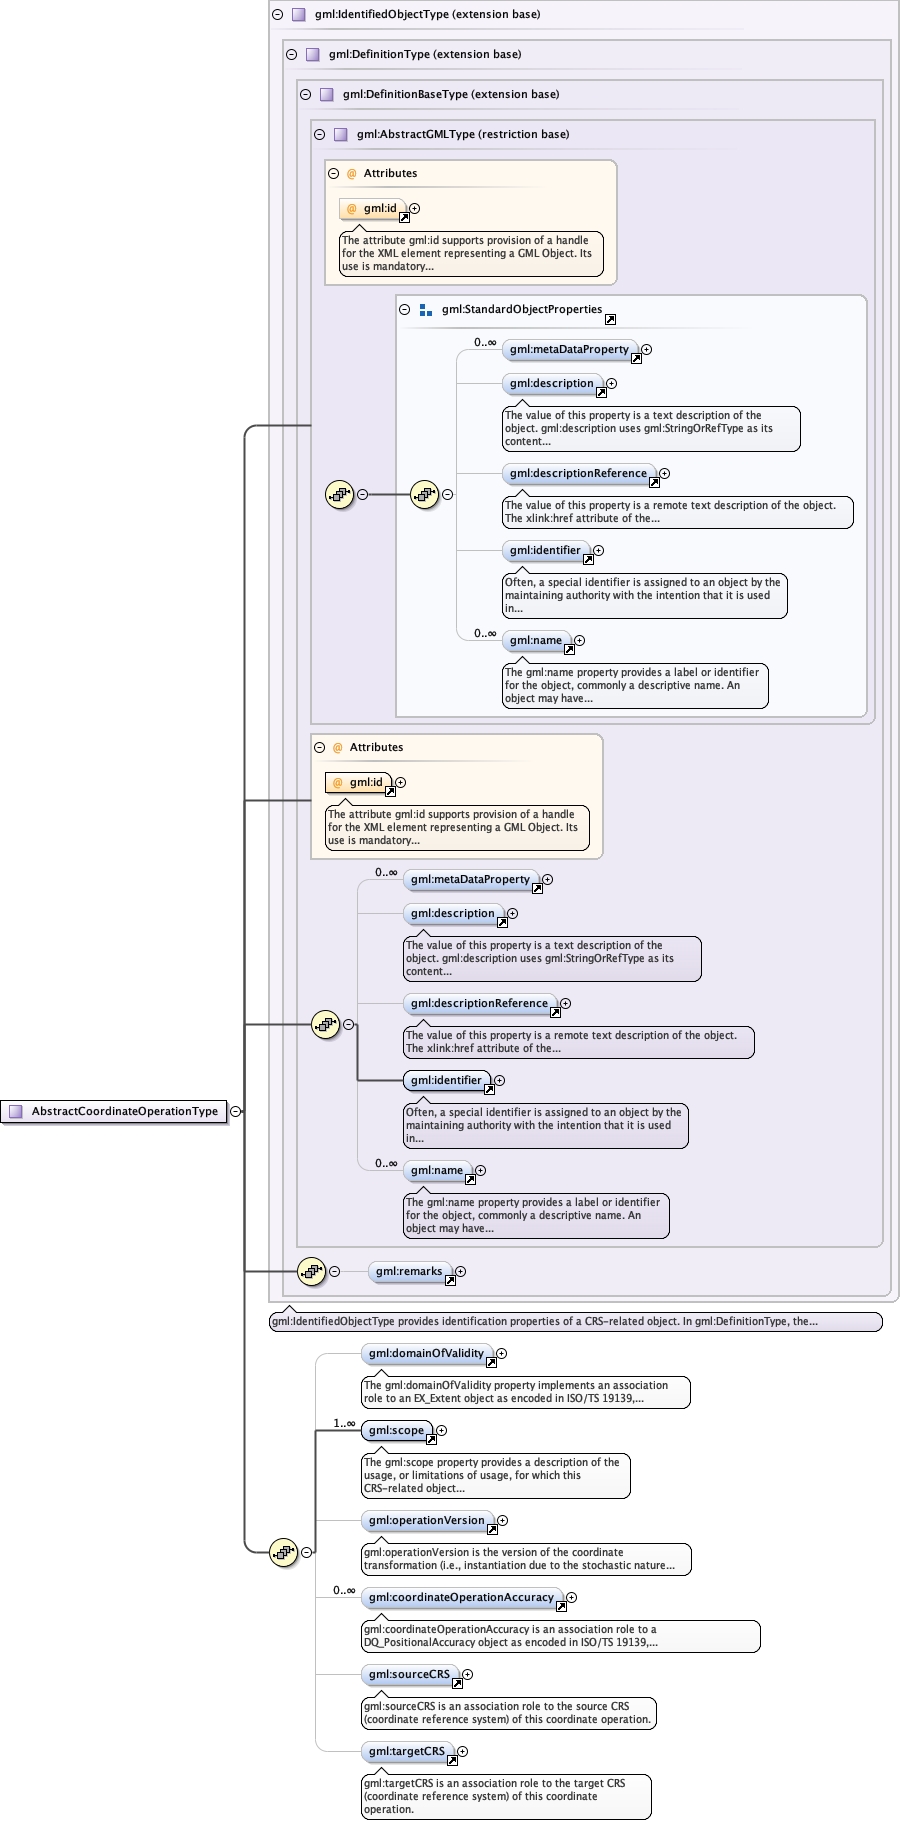 gml:IdentifiedObjectType (extension base)
gml:DefinitionType (extension base)
gml:DefinitionBaseType (extension base)
gml:AbstractGMLType (restriction base)
@ Attributes
@ gml:id
The attribute gml:id supports provision of a handle
for the XML element representing a GML Object. Its
use is mandatory...
gml:StandardObjectProperties
0..∞
gml:metaDataProperty
gml:description
The value of this property is a text description of the
object. gml:description uses gml:StringOrRefType as its
content...
gml:descriptionReference
The value of this property is a remote text description of the object.
The xlink:href attribute of the...
gml:identifier
Often, a special identifier is assigned to an object by the
maintaining authority with the intention that it is used
in...
0..∞
gml:name
The gml:name property provides a label or identifier
for the object, commonly a descriptive name. An
object may have...
@ Attributes
@ gml:id
The attribute gml:id supports provision of a handle
for the XML element representing a GML Object. Its
use is mandatory...
0..∞
gml:metaDataProperty
gml:description
The value of this property is a text description of the
object. gml:description uses gml:StringOrRefType as its
content...
gml:descriptionReference
The value of this property is a remote text description of the object.
The xlink:href attribute of the...
gml:identifier
AbstractCoordinateOperationType
Often, a special identifier is assigned to an object by the
maintaining authority with the intention that it is used
in...
0..∞
gml:name
The gml:name property provides a label or identifier
for the object, commonly a descriptive name. An
object may have...
gml:remarks
gml:IdentifiedObjectType provides identification properties of a CRS-related object. In gml:DefinitionType, the...
gml:domainOfValidity
The gml:domainOfValidity property implements an association
role to an EX_Extent object as encoded in ISO/TS 19139,...
1..∞
gml:scope
The gml:scope property provides a description of the
usage, or limitations of usage, for which this
CRS-related object...
gml:operationVersion
gml:operationVersion is the version of the coordinate
transformation (i.e., instantiation due to the stochastic nature...
0..∞
gml:coordinateOperationAccuracy
gml:coordinateOperationAccuracy is an association role to a
DQ_PositionalAccuracy object as encoded in ISO/TS 19139,...
gml:sourceCRS
gml:sourceCRS is an association role to the source CRS
(coordinate reference system) of this coordinate operation.
gml:targetCRS
gml:targetCRS is an association role to the target CRS
(coordinate reference system) of this coordinate
operation.